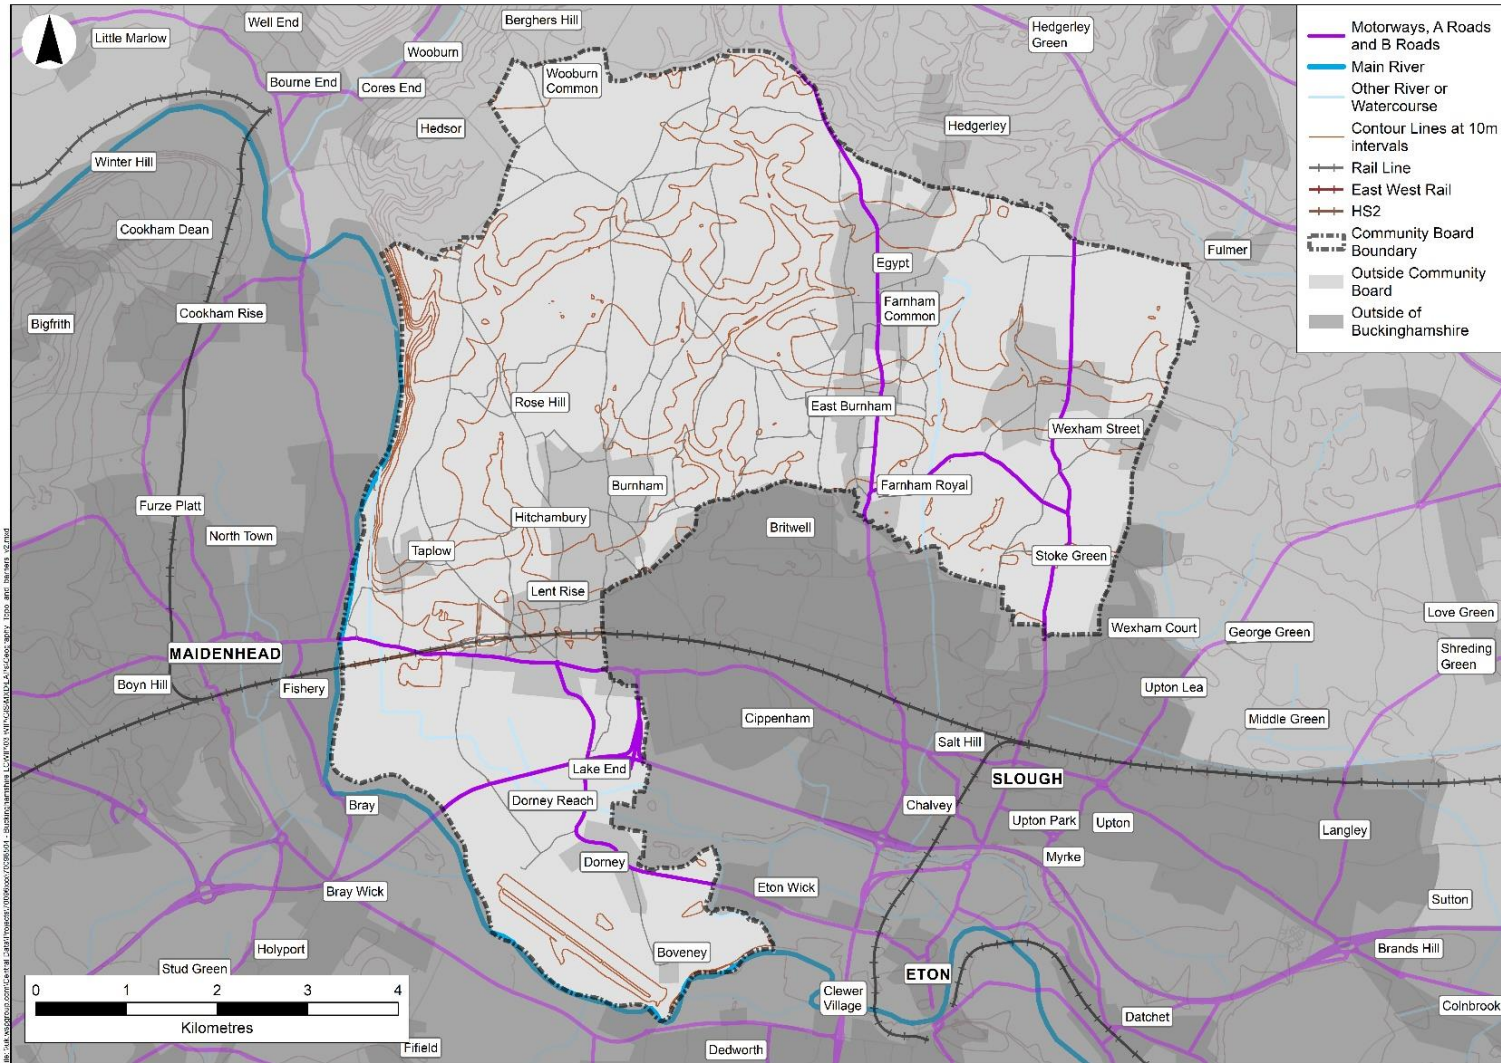 Berghers Hill
Well End
Little Marlow
Hedgerley
Green
Wooburn
Wooburn
Common
Bourne End
Cores End
Hedsor
Hedgerley
Winter Hill
Cookham Dean
Fulmer
Egypt
Farnham
Common
Cookham Rise
Bigfrith
Rose Hill
East Burnham
Wexham Street
Burnham
Farnham Royal
Furze Platt
Hitchambury
Britwell
North Town
Taplow
Stoke Green
Lent Rise
Love Green
Wexham Court
George Green
MAIDENHEAD
Shreding
Green
Boyn Hill
Fishery
Upton Lea
Cippenham
Middle Green
Salt Hill
Lake End
SLOUGH
Dorney Reach
Bray
Chalvey
Upton Park
Upton
Langley
Myrke
Dorney
Bray Wick
Eton Wick
Sutton
Holyport
Boveney
Brands Hill
Stud Green
ETON
Clewer
Village
Colnbrook
Datchet
Fifield
Dedworth
Motorways, A Roads
and B Roads
Main River
Other River or
Watercourse
Contour Lines at 10m
intervals
Rail Line
East West Rail
HS2
Community Board
Boundary
Outside Community
Board
Outside of
Buckinghamshire
0 1 2 3 4
Kilometres